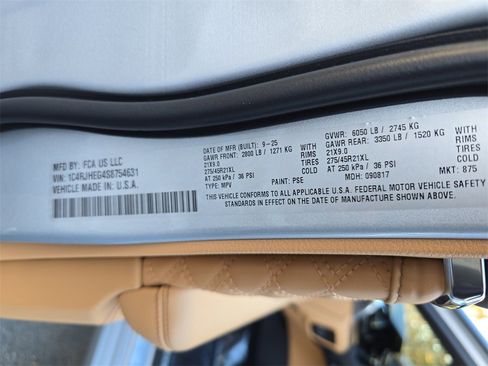 MFD BY: FCA US LLC
VIN: 1C4RJHEG4S8754631
VEHICLE MADE IN U.S.A.
DATE OF MFR (BUILT): 9-25
GAWR FRONT: 2800 LB / 1271 KG WITH
21X9.0 RIMS
275/45R21XL TIRES
AT 250 kPa / 36 PSI
TYPE: MPV PAINT: PSE
GVWR: 6050 LB / 2745 KG
GAWR REAR: 3350 LB / 1520 KG WITH
21X9.0 RIMS
275/45R21XL TIRES
AT 250 kPa / 36 PSI
MDH: 090817 MKT: 875
THIS VEHICLE CONFORMS TO ALL APPLICABLE U.S.A. FEDERAL MOTOR VEHICLE SAFETY
STANDARDS IN EFFECT ON THE DATE OF MANUFACTURE SHOWN ABOVE.